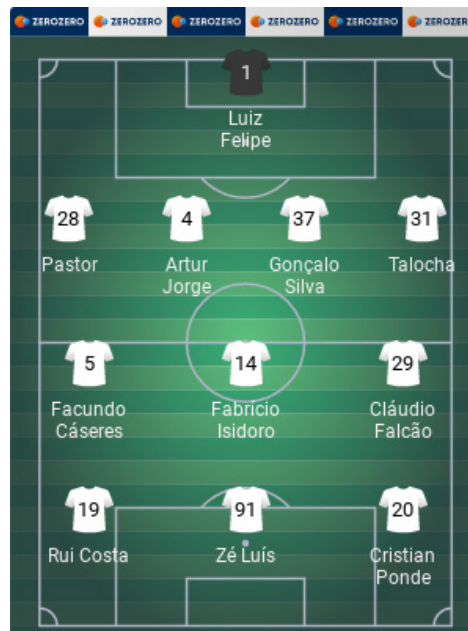 ZEROZERO ZEROZERO ZEROZERO ZEROZERO ZEROZERO ZEROZER
1
Luiz
Felipe
28 4 37 31
Pastor Artur Gonçalo Talocha
Jorge Silva
5 14 29
Facundo Fabrício Cláudio
Cáseres Isidoro Falcão
19 91 20
Rui Costa Zé Luís Cristian
Ponde